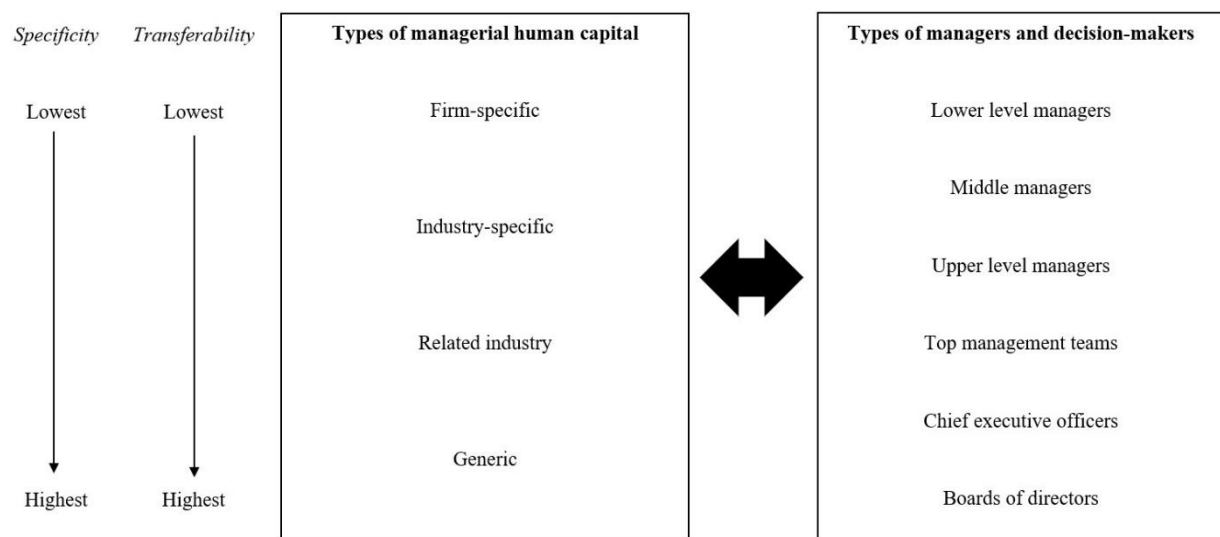 Specificity
Transferability
Types of managerial human capital
Types of managers and decision-makers
Lowest
Lowest
Firm-specific
Lower level managers
Middle managers
Industry-specific
Upper level managers
Related industry
Top management teams
Chief executive officers
Generic
Highest
Highest
Boards of directors